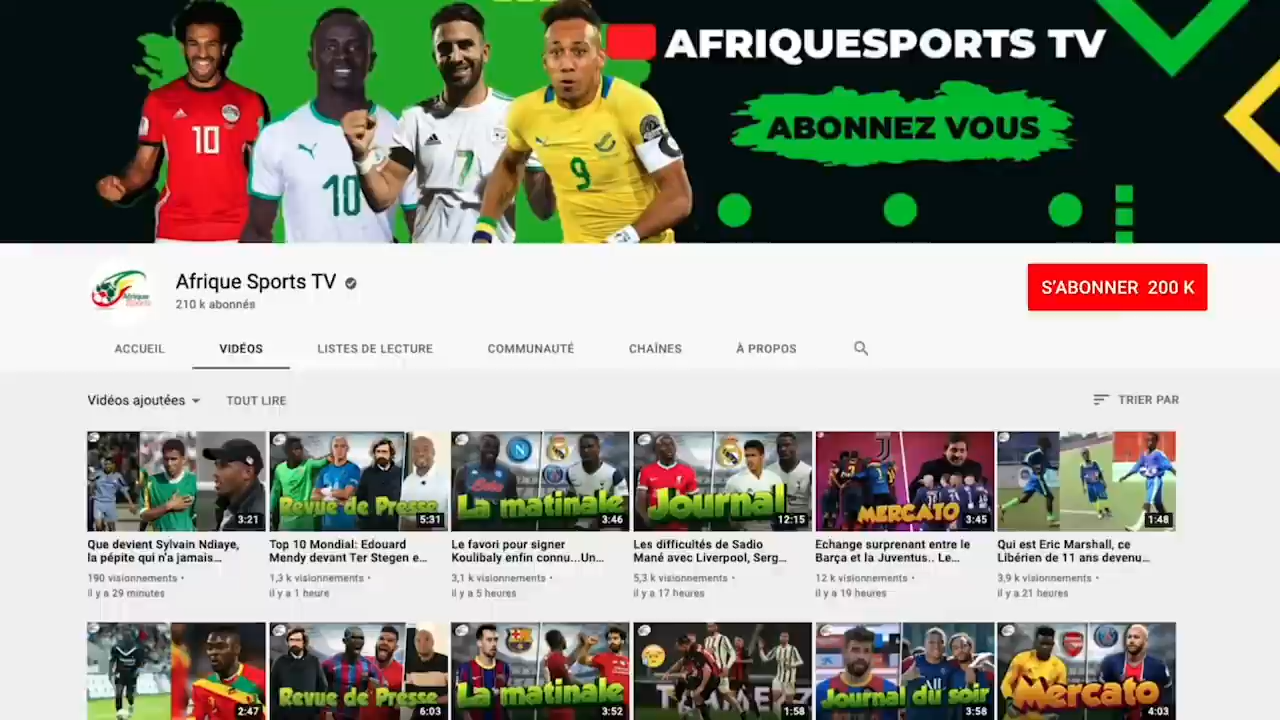 AFRIQUESPORTS TV
ABONNEZ VOUS
10
10
7
9
Afrique Sports TV
210 k abonnés
S'ABONNER 200 K
ACCUEIL VIDÉOS LISTES DE LECTURE COMMUNAUTÉ CHAÎNES À PROPOS
Vidéos ajoutées TOUT LIRE TRIER PAR
3:21
Revue de Presse
5:31
La matinale
3:46
Journal
12:15
MERCATO
3:45
1:48
Que devient Sylvain Ndiaye,
la pépite qui n'a jamais...
190 visionnements •
il y a 29 minutes
Top 10 Mondial: Edouard
Mendy devant Ter Stegen e...
1,3 k visionnements •
il y a 1 heure
Le favori pour signer
Koulibaly enfin connu...Un...
3,1 k visionnements •
il y a 5 heures
Les difficultés de Sadio
Mané avec Liverpool, Serg...
5,3 k visionnements •
il y a 17 heures
Echange surprenant entre le
Barça et la Juventus.. Le...
12 k visionnements •
il y a 19 heures
Qui est Eric Marshall, ce
Libérien de 11 ans devenu...
3,9 k visionnements •
il y a 21 heures
2:47
Revue de Presse
6:03
La matinale
3:52
1:58
Journal du soir
3:58
Mercato
4:03